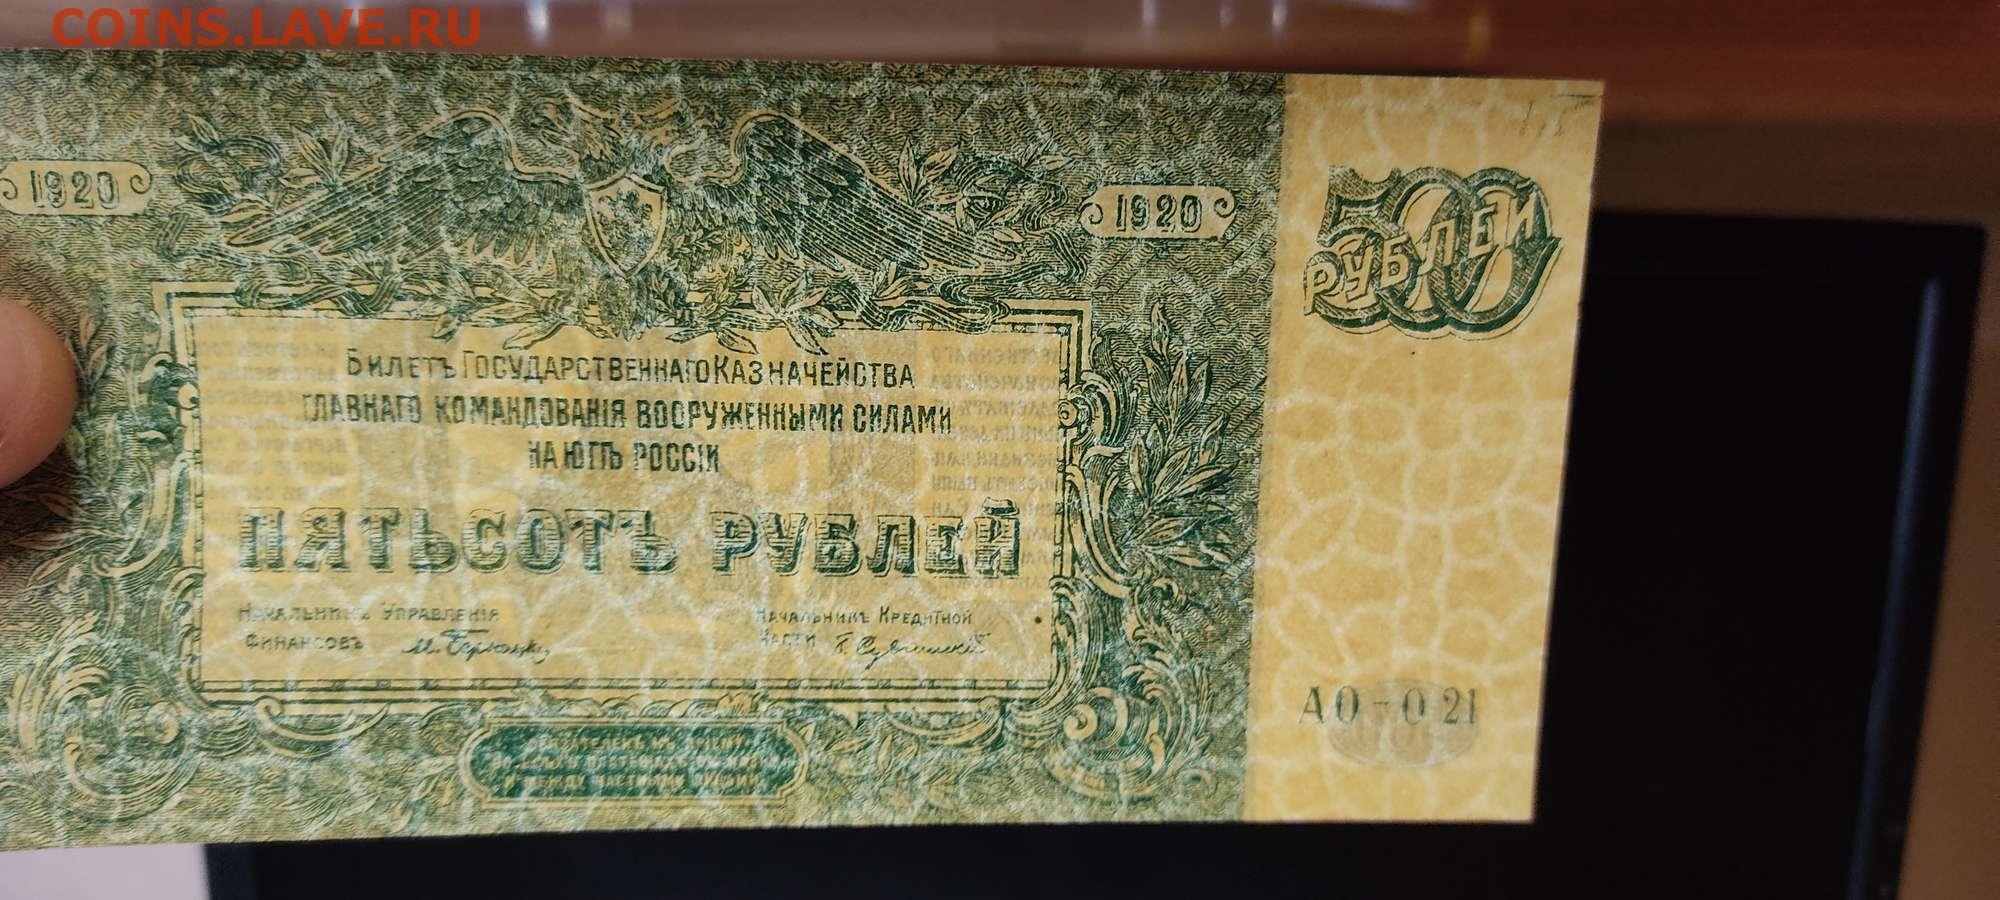 COINS.LAVE.RU
1920
1920
500
РУБЛЕЙ
БИЛЕТЪ ГОСУДАРСТВЕННАГО КАЗНАЧЕЙСТВА
ГЛАВНАГО КОМАНДОВАНІЯ ВООРУЖЕННЫМИ СИЛАМИ
НА ЮГѢ РОССІИ
ПЯТЬСОТЪ РУБЛЕЙ
НАЧАЛЬНИКЪ УПРАВЛЕНІЯ
ФИНАНСОВЪ
НАЧАЛЬНИКЪ КРЕДИТНОЙ
ЧАСТИ
АО-021